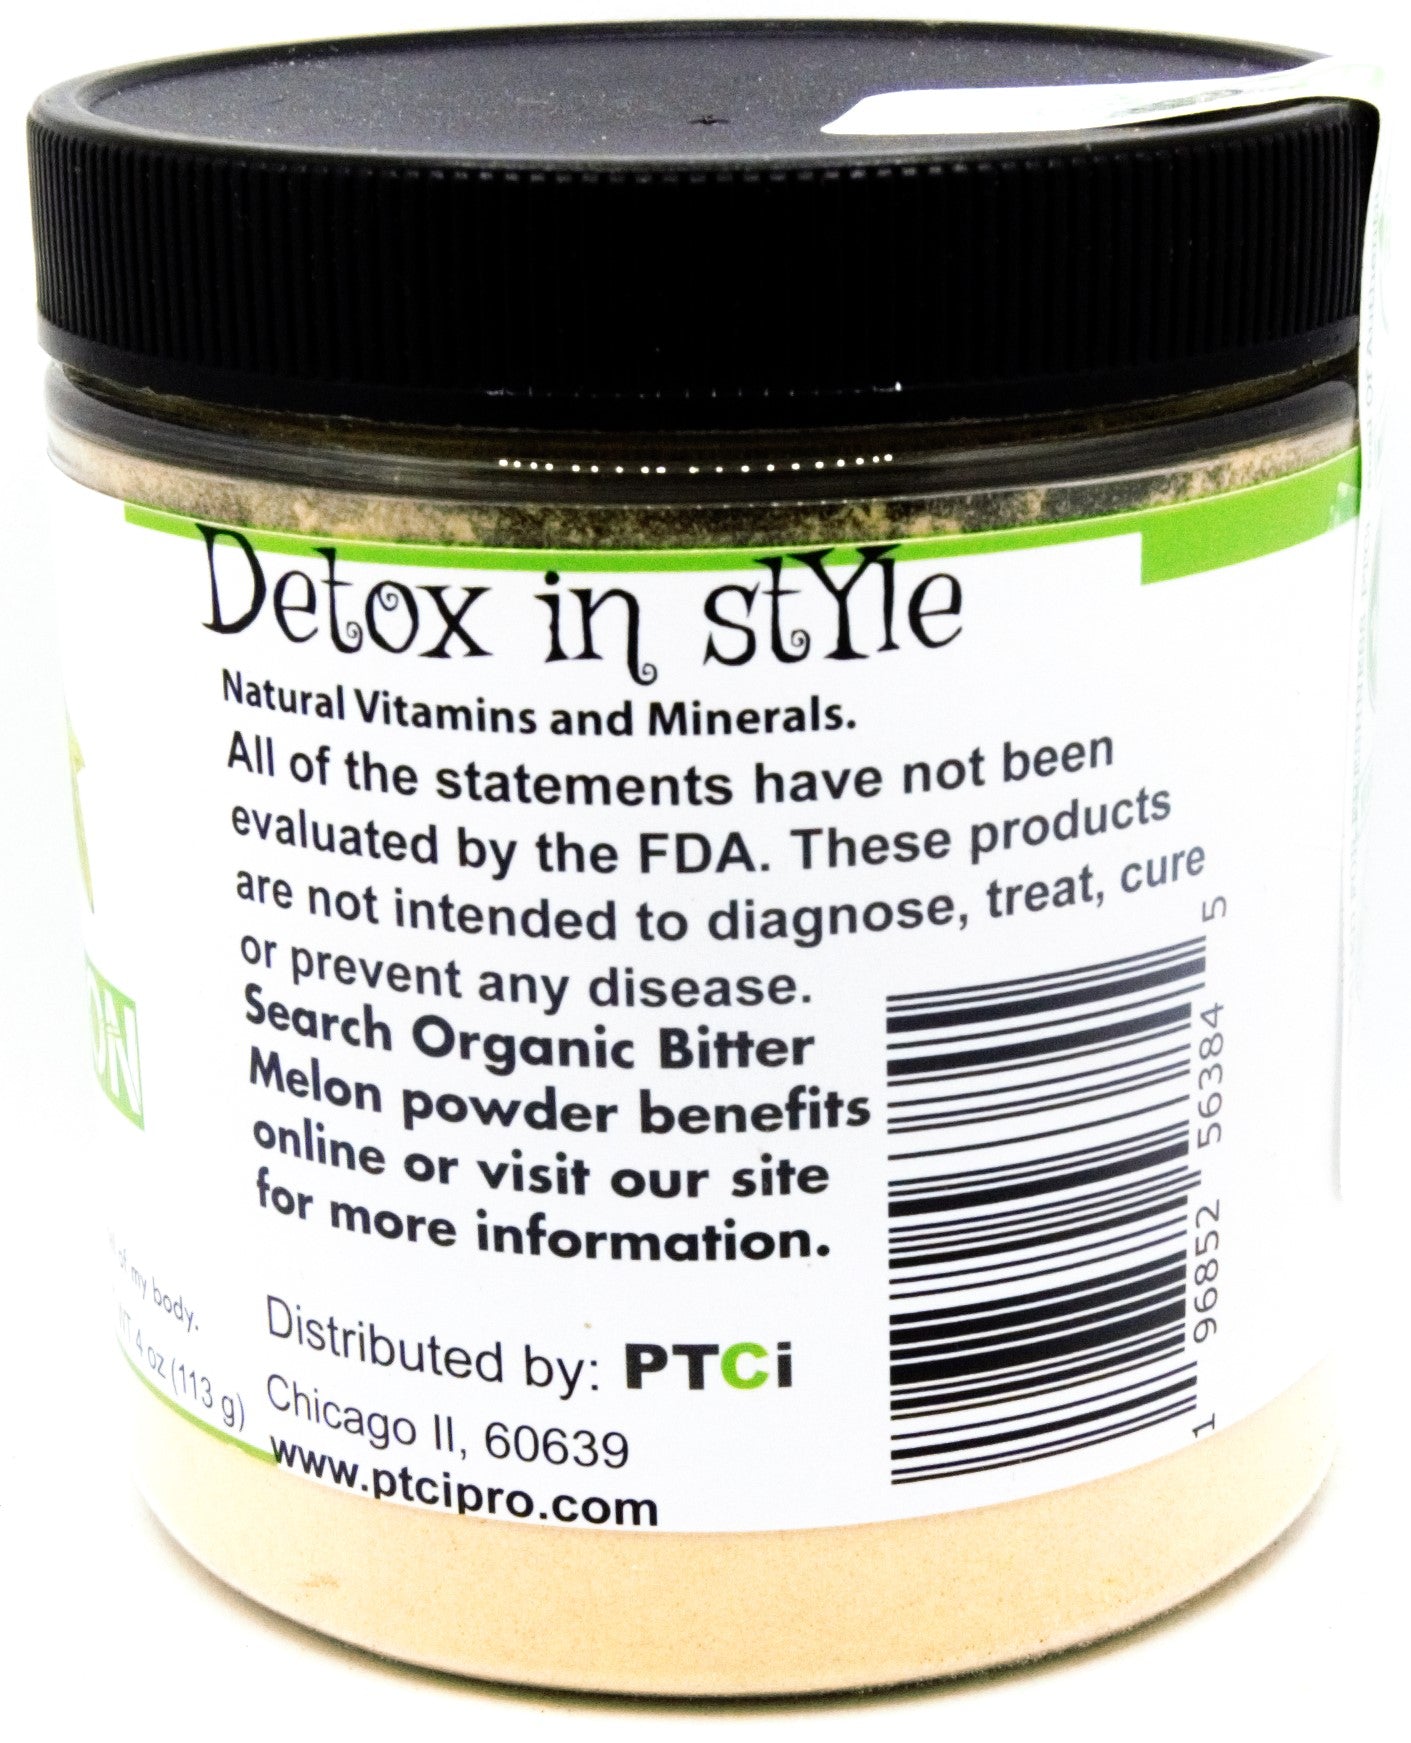 Detox in stYle
Natural Vitamins and Minerals.
All of the statements have not been
evaluated by the FDA. These products
are not intended to diagnose, treat, cure
or prevent any disease.
Search Organic Bitter
Melon powder benefits
online or visit our site
for more information.
Distributed by: PTCi
Chicago Il, 60639
www.ptcipro.com
1 96852 56384 5
of my body.
4 oz (113 g)